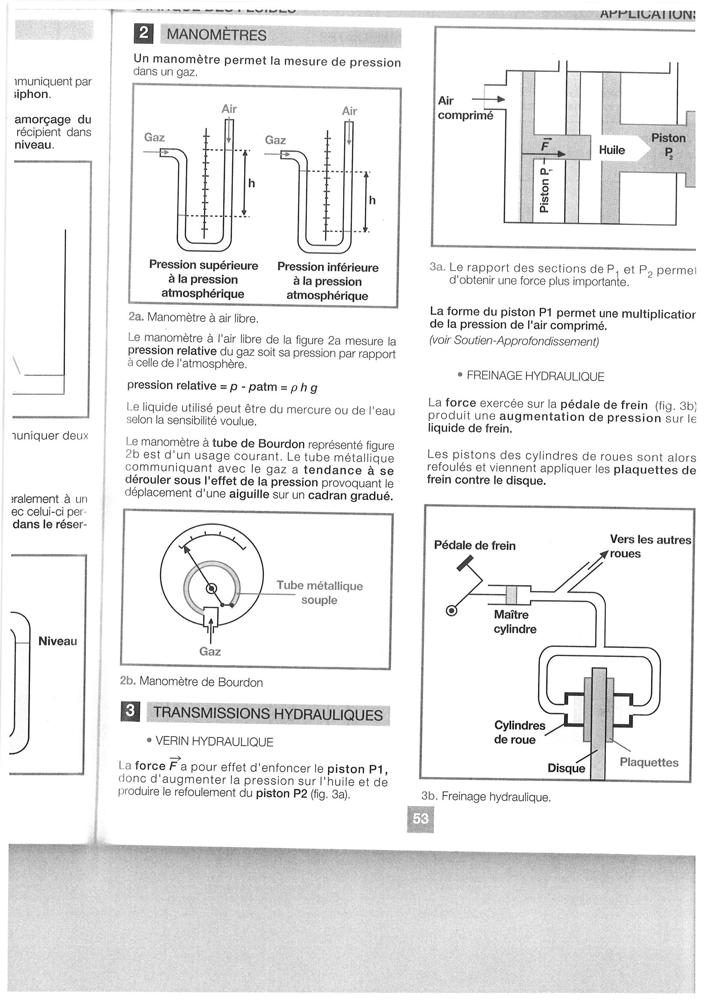 APPLICATIONS
muniquent par
siphon.
amorçage du
récipient dans
niveau.
muniquer deux
éralement à un
ec celui-ci per-
dans le réser-
Niveau
2 MANOMÈTRES
Un manomètre permet la mesure de pression
dans un gaz.
Air
Air
Gaz
Gaz
h
h
Pression supérieure
à la pression
atmosphérique
Pression inférieure
à la pression
atmosphérique
2a. Manomètre à air libre.
Le manomètre à l'air libre de la figure 2a mesure la
pression relative du gaz soit sa pression par rapport
à celle de l'atmosphère.
pression relative = p - patm = ρ h g
Le liquide utilisé peut être du mercure ou de l'eau
selon la sensibilité voulue.
Le manomètre à tube de Bourdon représenté figure
2b est d'un usage courant. Le tube métallique
communiquant avec le gaz a tendance à se
dérouler sous l'effet de la pression provoquant le
déplacement d'une aiguille sur un cadran gradué.
Tube métallique
souple
Gaz
2b. Manomètre de Bourdon
3 TRANSMISSIONS HYDRAULIQUES
• VERIN HYDRAULIQUE
La force F⃗ a pour effet d'enfoncer le piston P1,
donc d'augmenter la pression sur l'huile et de
produire le refoulement du piston P2 (fig. 3a).
Air
comprimé
F⃗
Piston P₁
Huile
Piston
P₂
3a. Le rapport des sections de P₁ et P₂ permet
d'obtenir une force plus importante.
La forme du piston P1 permet une multiplication
de la pression de l'air comprimé.
(voir Soutien-Approfondissement)
• FREINAGE HYDRAULIQUE
La force exercée sur la pédale de frein (fig. 3b)
produit une augmentation de pression sur le
liquide de frein.
Les pistons des cylindres de roues sont alors
refoulés et viennent appliquer les plaquettes de
frein contre le disque.
Pédale de frein
Vers les autres
roues
Maître
cylindre
Cylindres
de roue
Disque
Plaquettes
3b. Freinage hydraulique.
53